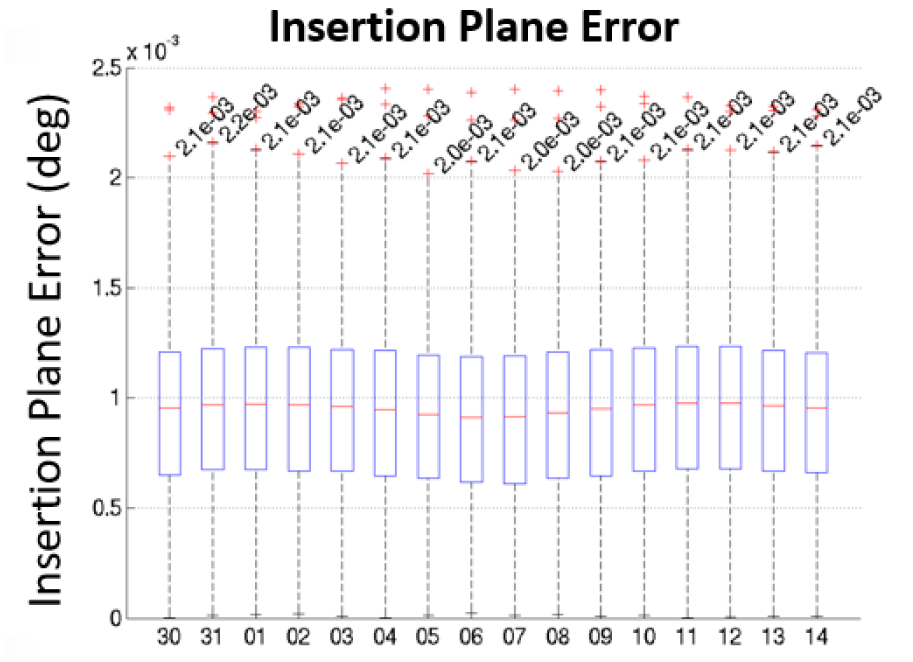 Insertion Plane Error
x 10-3
Insertion Plane Error (deg)
2.5
2
1.5
1
0.5
0
2.1e-03
2.2e-03
2.1e-03
2.1e-03
2.1e-03
2.1e-03
2.0e-03
2.1e-03
2.0e-03
2.0e-03
2.1e-03
2.1e-03
2.1e-03
2.1e-03
2.1e-03
2.1e-03
30 31 01 02 03 04 05 06 07 08 09 10 11 12 13 14